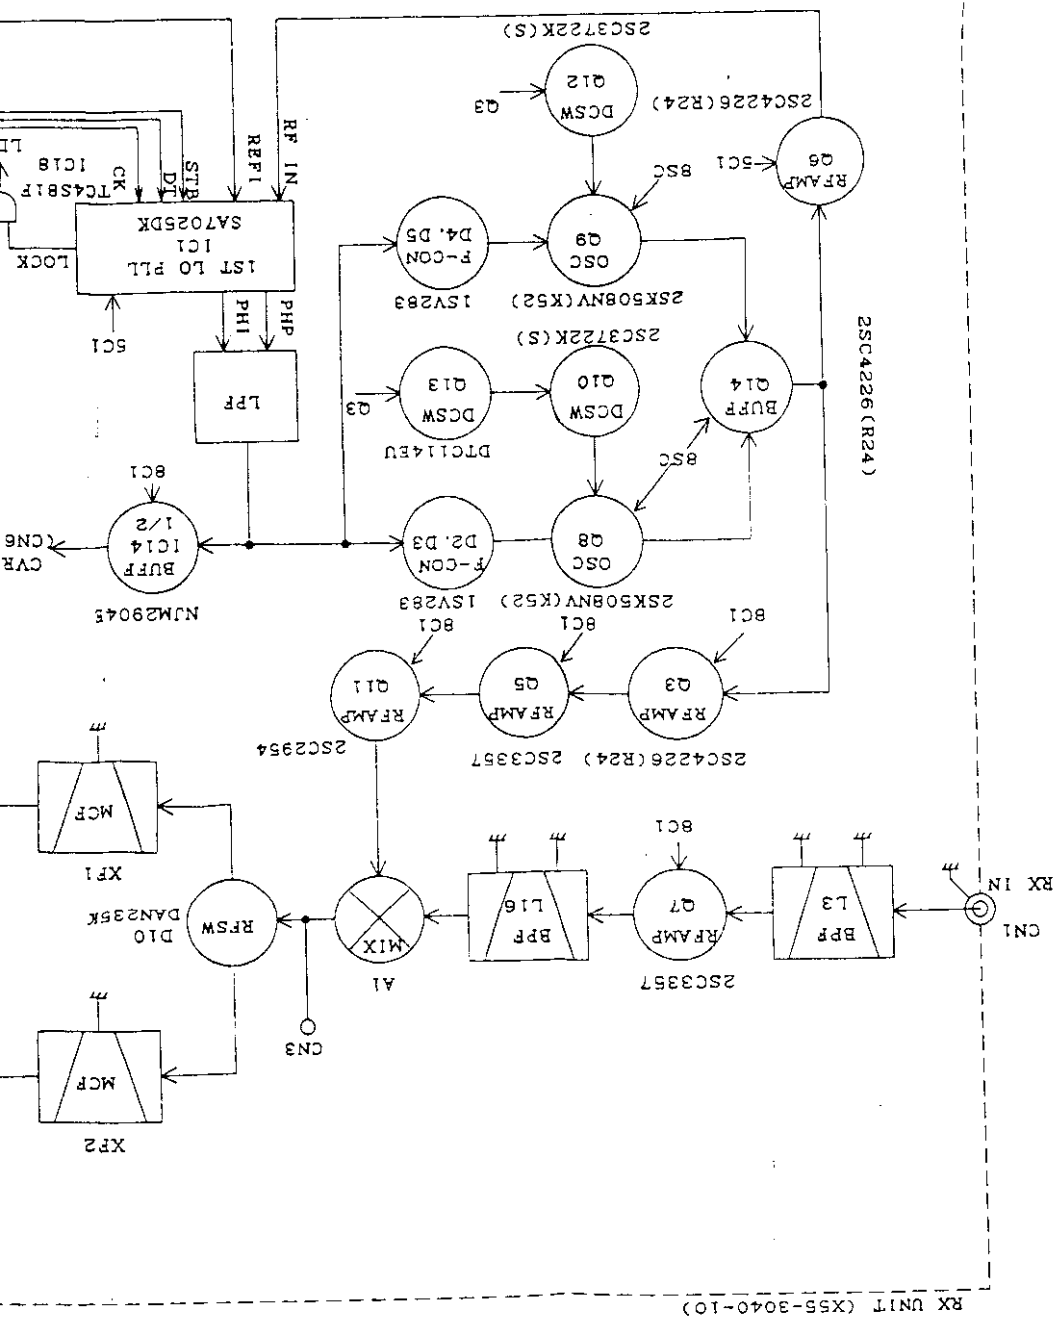 RX UNIT (X55-3040-10)
XF2
MCF
CN3
CN1
RX IN
BPF
L3
2SC3357
RFAMP
Q7
8C1
BPF
L16
A1
MIX
RFSW
D10
DAN235K
XF1
MCF
2SC4226(R24)
RFAMP
Q3
8C1
2SC3357
RFAMP
Q5
8C1
2SC2954
RFAMP
Q11
8C1
2SK508NV(K52)
OSC
Q8
1SV283
F-CON
D2. D3
NJM2904E
BUFF
IC14
1/2
8C1
CVR
(CN6
8SC
2SC4226(R24)
BUFF
Q14
DCSW
Q10
2SC3722K(S)
DTC114EU
DCSW
Q13
Q3
LPF
PHP
PHI
5C1
2SK508NV(K52)
OSC
Q9
8SC
1SV283
F-CON
D4. D5
1ST LO PLL
IC1
SA7025DK
LOCK
RF IN
REF1
STB
DT
CK
TC4S81F
IC18
LD
RFAMP
Q6
5C1
2SC4226(R24)
DCSW
Q12
Q3
2SC3722K(S)